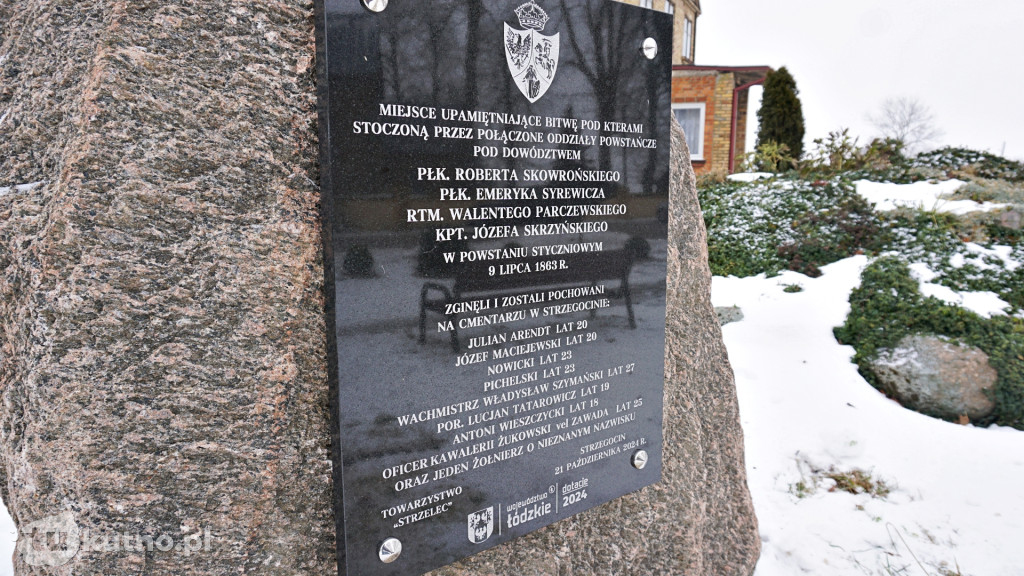 MIEJSCE UPAMIĘTNIAJĄCE BITWĘ POD KTERAMI
STOCZONĄ PRZEZ POŁĄCZONE ODDZIAŁY POWSTAŃCZE
POD DOWÓDZTWEM
PŁK. ROBERTA SKOWROŃSKIEGO
PŁK. EMERYKA SYREWICZA
RTM. WALENTEGO PARCZEWSKIEGO
KPT. JÓZEFA SKRZYŃSKIEGO
W POWSTANIU STYCZNIOWYM
9 LIPCA 1863 R.
ZGINĘLI I ZOSTALI POCHOWANI
NA CMENTARZU W STRZEGOCINIE:
JULIAN ARENDT LAT 20
JÓZEF MACIEJEWSKI LAT 20
NOWICKI LAT 23
PICHELSKI LAT 23
WACHMISTRZ WŁADYSŁAW SZYMAŃSKI LAT 27
POR. LUCJAN TATAROWICZ LAT 19
ANTONI WIESZCZYCKI LAT 18
OFICER KAWALERII ŻUKOWSKI vel ZAWADA LAT 25
ORAZ JEDEN ŻOŁNIERZ O NIEZNANYM NAZWISKU
STRZEGOCIN
21 PAŹDZIERNIKA 2024 R.
TOWARZYSTWO
„STRZELEC”
województwo
łódzkie
dotacje
2024
tukutno.pl